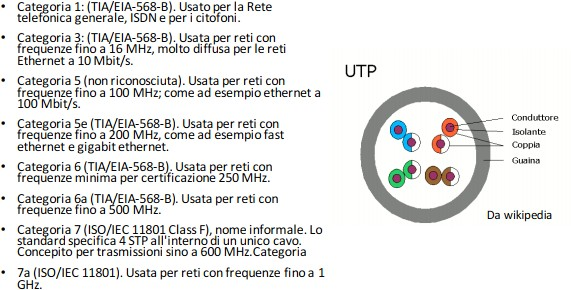 • Categoria 1: (TIA/EIA-568-B). Usato per la Rete
telefonica generale, ISDN e per i citofoni.
• Categoria 3: (TIA/EIA-568-B). Usata per reti con
frequenze fino a 16 MHz, molto diffusa per le reti
Ethernet a 10 Mbit/s.
• Categoria 5 (non riconosciuta). Usata per reti con
frequenze fino a 100 MHz; come ad esempio ethernet a
100 Mbit/s.
• Categoria 5e (TIA/EIA-568-B). Usata per reti con
frequenze fino a 200 MHz, come ad esempio fast
ethernet e gigabit ethernet.
• Categoria 6 (TIA/EIA-568-B). Usata per reti con
frequenze minima per certificazione 250 MHz.
• Categoria 6a (TIA/EIA-568-B). Usata per reti con
frequenze fino a 500 MHz.
• Categoria 7 (ISO/IEC 11801 Class F), nome informale. Lo
standard specifica 4 STP all'interno di un unico cavo.
Concepito per trasmissioni sino a 600 MHz.Categoria
• 7a (ISO/IEC 11801). Usata per reti con frequenze fino a 1
GHz.
UTP
Conduttore
Isolante
Coppia
Guaina
Da wikipedia